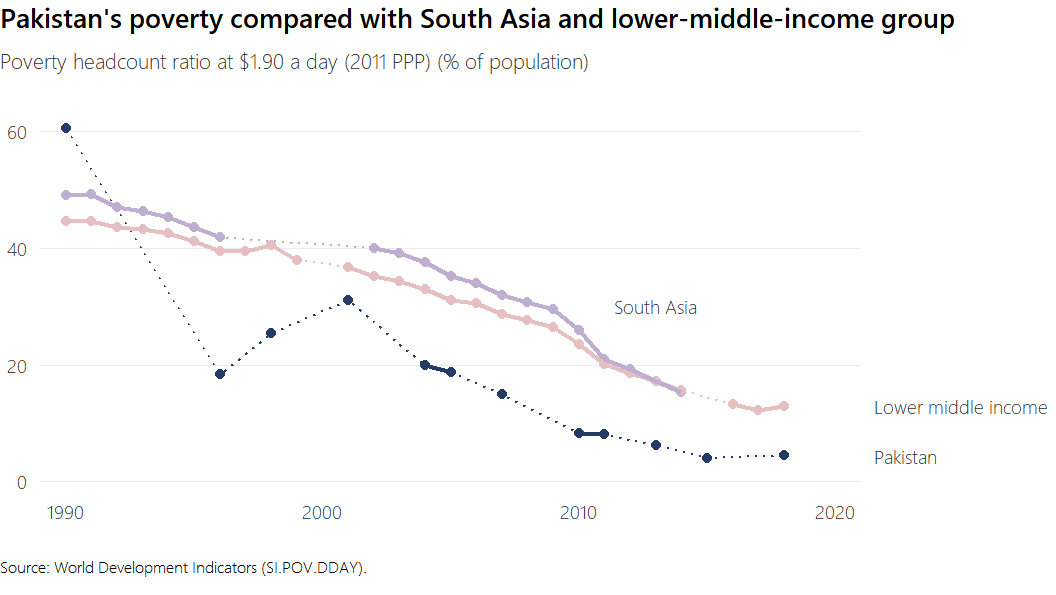 Pakistan's poverty compared with South Asia and lower-middle-income group
Poverty headcount ratio at $1.90 a day (2011 PPP) (% of population)
60
40
20
0
South Asia
Lower middle income
Pakistan
1990 2000 2010 2020
Source: World Development Indicators (SI.POV.DDAY).